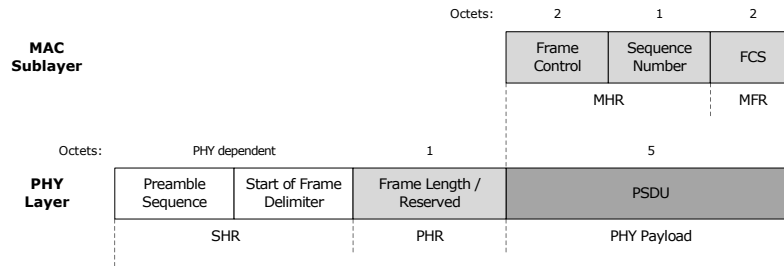 Octets: 2 1 2
MAC
Sublayer
Frame
Control
Sequence
Number
FCS
MHR MFR
Octets: PHY dependent 1 5
PHY
Layer
Preamble
Sequence
Start of Frame
Delimiter
Frame Length /
Reserved
PSDU
SHR PHR PHY Payload